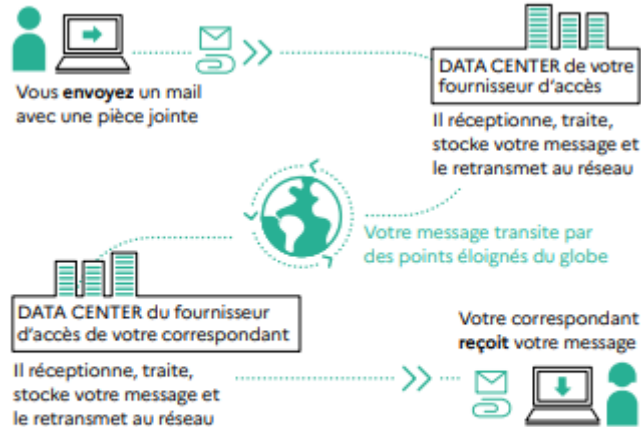 Vous envoyez un mail
avec une pièce jointe
DATA CENTER de votre
fournisseur d'accès
Il réceptionne, traite,
stocke votre message et
le retransmet au réseau
Votre message transite par
des points éloignés du globe
DATA CENTER du fournisseur
d'accès de votre correspondant
Il réceptionne, traite,
stocke votre message et
le retransmet au réseau
Votre correspondant
reçoit votre message